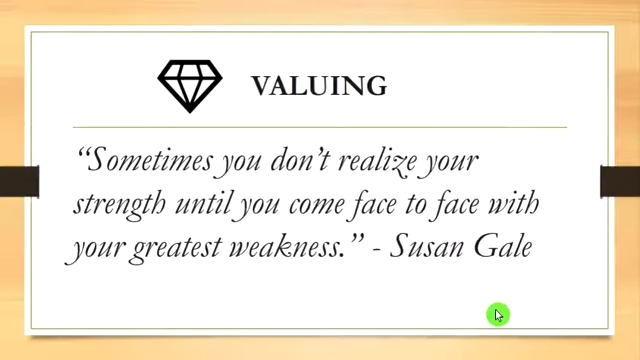 VALUING
“Sometimes you don’t realize your
strength until you come face to face with
your greatest weakness.” - Susan Gale